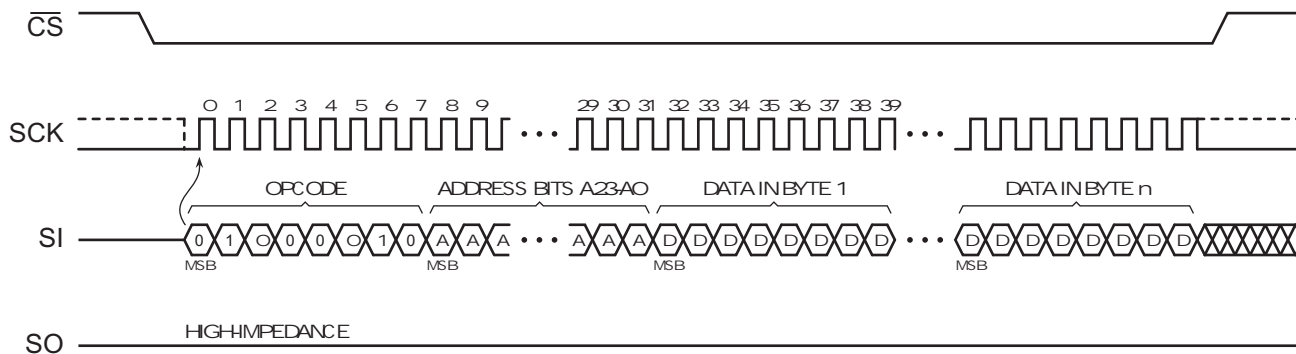 CS
0 1 2 3 4 5 6 7 8 9 29 30 31 32 33 34 35 36 37 38 39
SCK
OPCODE ADDRESS BITS A23-A0 DATA IN BYTE 1 DATA IN BYTE n
SI 0 1 0 0 0 0 1 0 A A A A A A D D D D D D D D D D D D D D D D
MSB MSB MSB MSB
HIGH-IMPEDANCE
SO